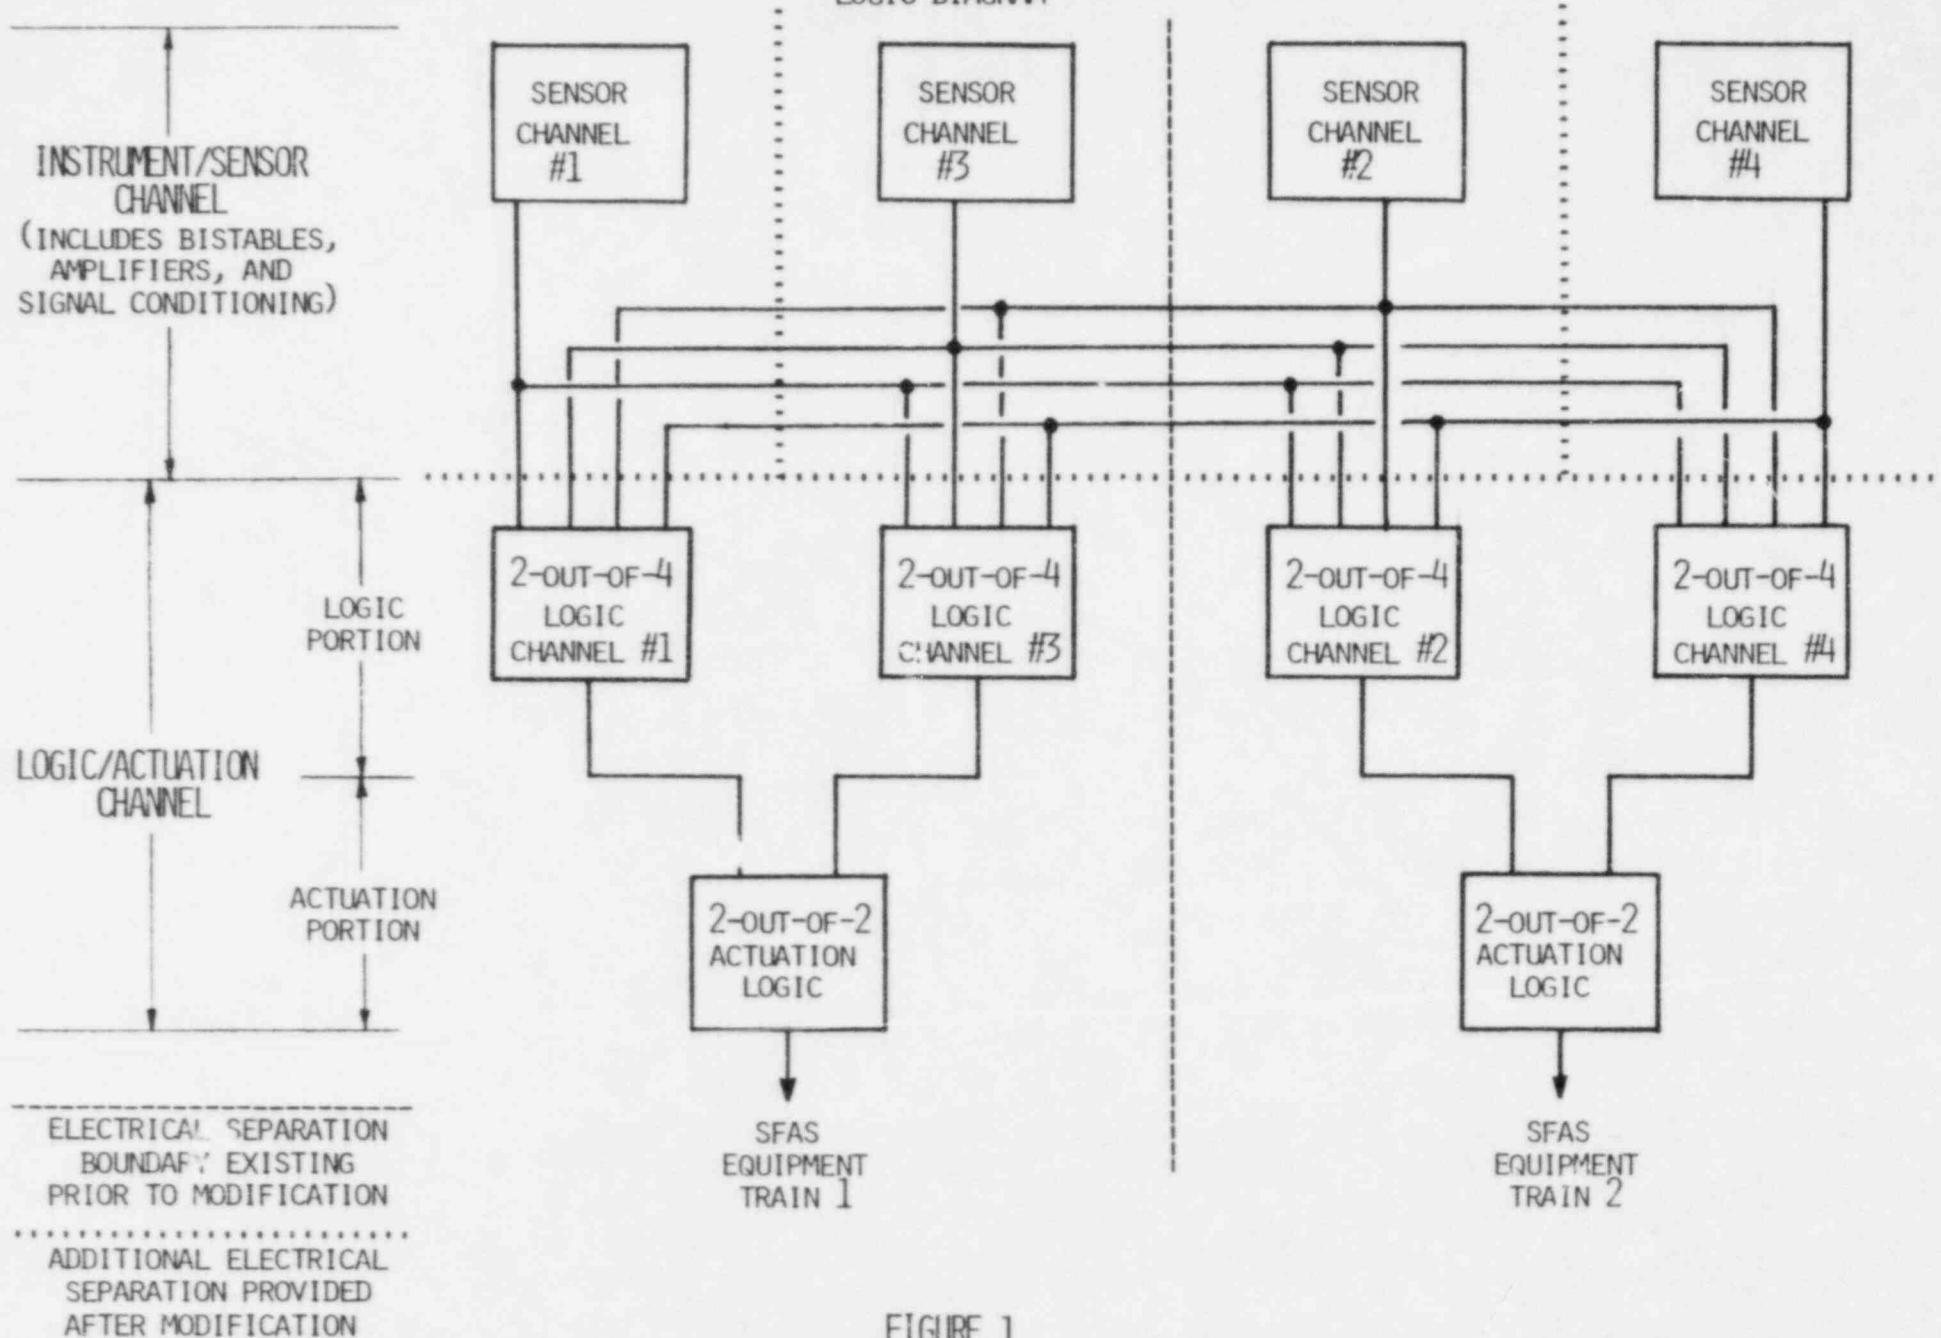 SENSOR
CHANNEL
#1
SENSOR
CHANNEL
#3
SENSOR
CHANNEL
#2
SENSOR
CHANNEL
#4
INSTRUMENT/SENSOR
CHANNEL
(INCLUDES BISTABLES,
AMPLIFIERS, AND
SIGNAL CONDITIONING)
2-OUT-OF-4
LOGIC
CHANNEL #1
2-OUT-OF-4
LOGIC
CHANNEL #3
2-OUT-OF-4
LOGIC
CHANNEL #2
2-OUT-OF-4
LOGIC
CHANNEL #4
LOGIC
PORTION
LOGIC/ACTUATION
CHANNEL
ACTUATION
PORTION
2-OUT-OF-2
ACTUATION
LOGIC
2-OUT-OF-2
ACTUATION
LOGIC
SFAS
EQUIPMENT
TRAIN 1
SFAS
EQUIPMENT
TRAIN 2
ELECTRICAL SEPARATION
BOUNDARY EXISTING
PRIOR TO MODIFICATION
ADDITIONAL ELECTRICAL
SEPARATION PROVIDED
AFTER MODIFICATION
FIGURE 1